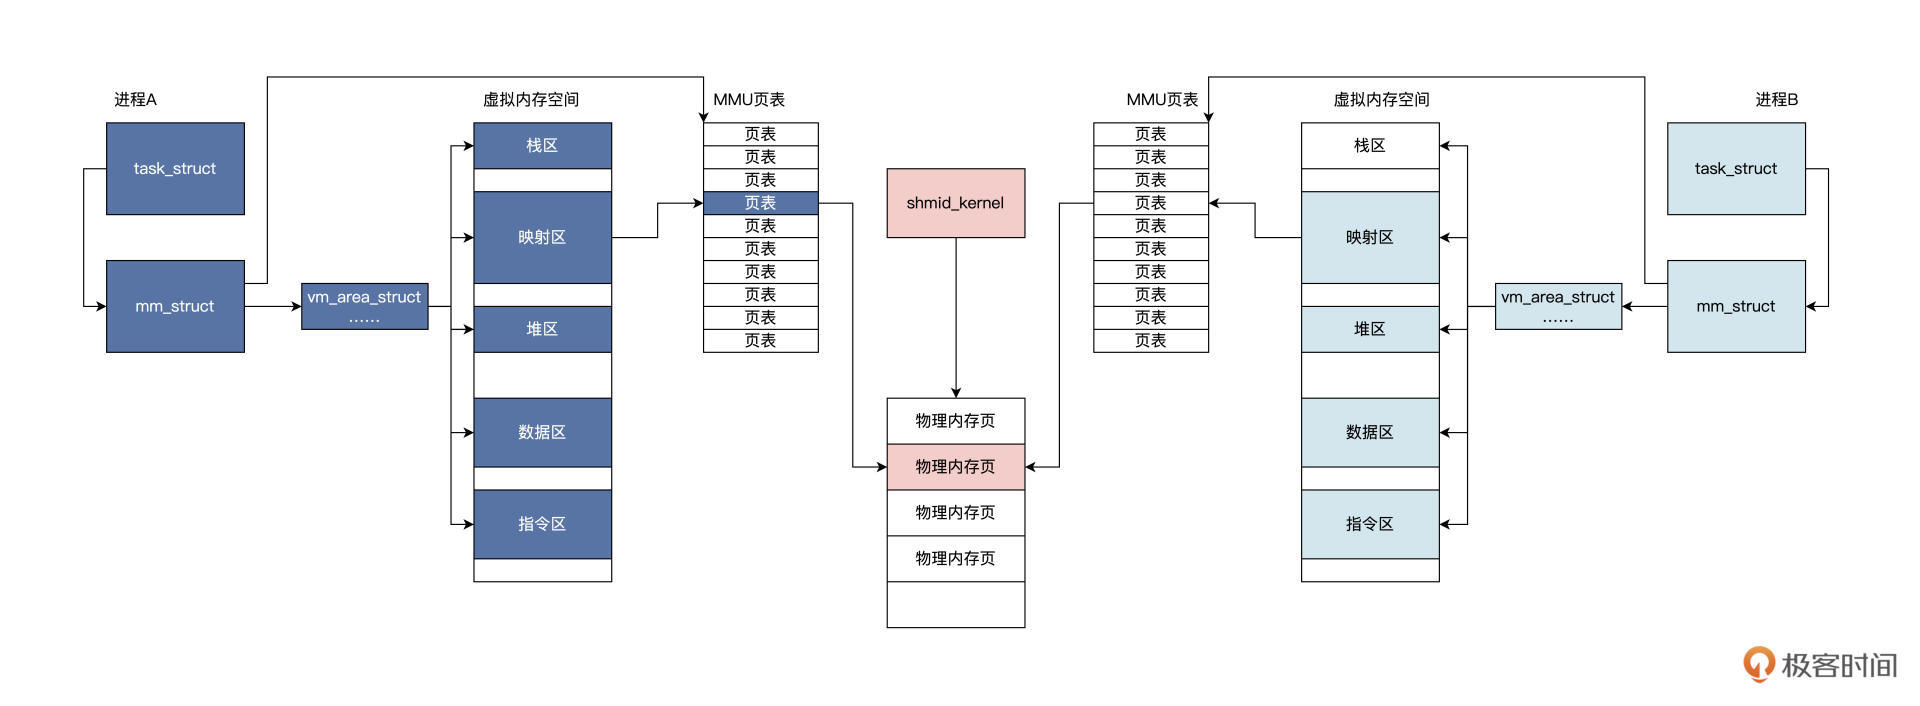 进程A
task_struct
mm_struct
vm_area_struct
......
虚拟内存空间
栈区
映射区
堆区
数据区
指令区
MMU页表
页表
页表
页表
页表
页表
页表
页表
页表
页表
页表
shmid_kernel
物理内存页
物理内存页
物理内存页
物理内存页
MMU页表
页表
页表
页表
页表
页表
页表
页表
页表
页表
页表
虚拟内存空间
栈区
映射区
堆区
数据区
指令区
vm_area_struct
......
进程B
task_struct
mm_struct
极客时间